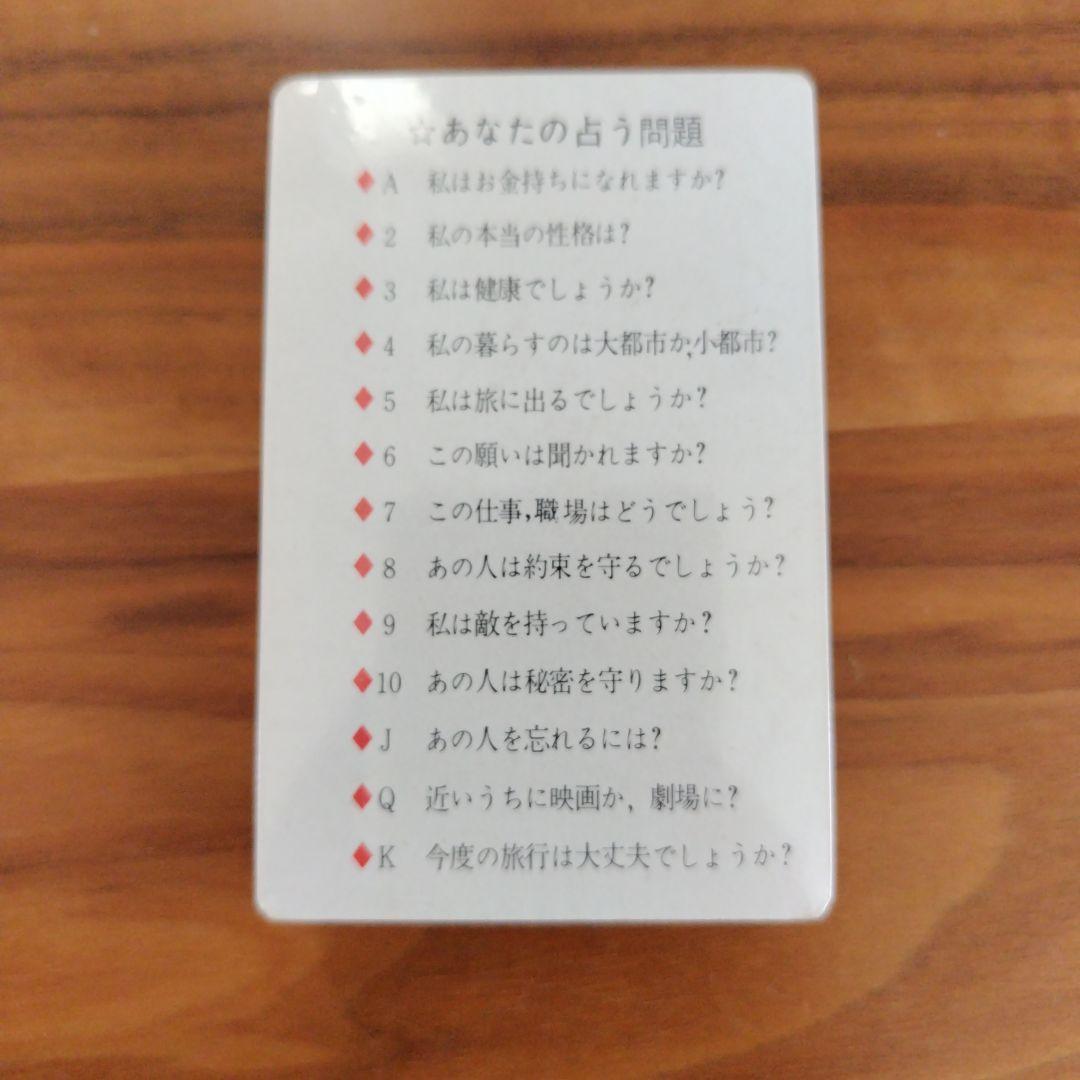 ☆あなたの占う問題
♦A 私はお金持ちになれますか?
♦2 私の本当の性格は?
♦3 私は健康でしょうか?
♦4 私の暮らすのは大都市か,小都市?
♦5 私は旅に出るでしょうか?
♦6 この願いは聞かれますか?
♦7 この仕事,職場はどうでしょう?
♦8 あの人は約束を守るでしょうか?
♦9 私は敵を持っていますか?
♦10 あの人は秘密を守りますか?
♦J あの人を忘れるには?
♦Q 近いうちに映画か, 劇場に?
♦K 今度の旅行は大丈夫でしょうか?